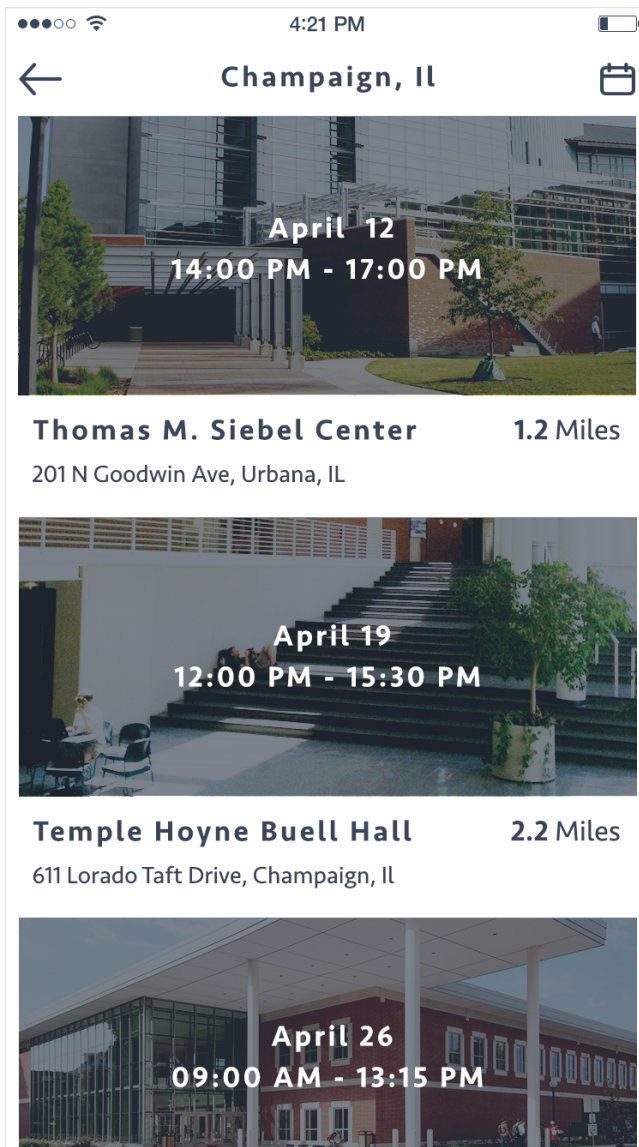 4:21 PM
Champaign, Il
April 12
14:00 PM - 17:00 PM
Thomas M. Siebel Center
1.2 Miles
201 N Goodwin Ave, Urbana, IL
April 19
12:00 PM - 15:30 PM
Temple Hoyne Buell Hall
2.2 Miles
611 Lorado Taft Drive, Champaign, Il
April 26
09:00 AM - 13:15 PM